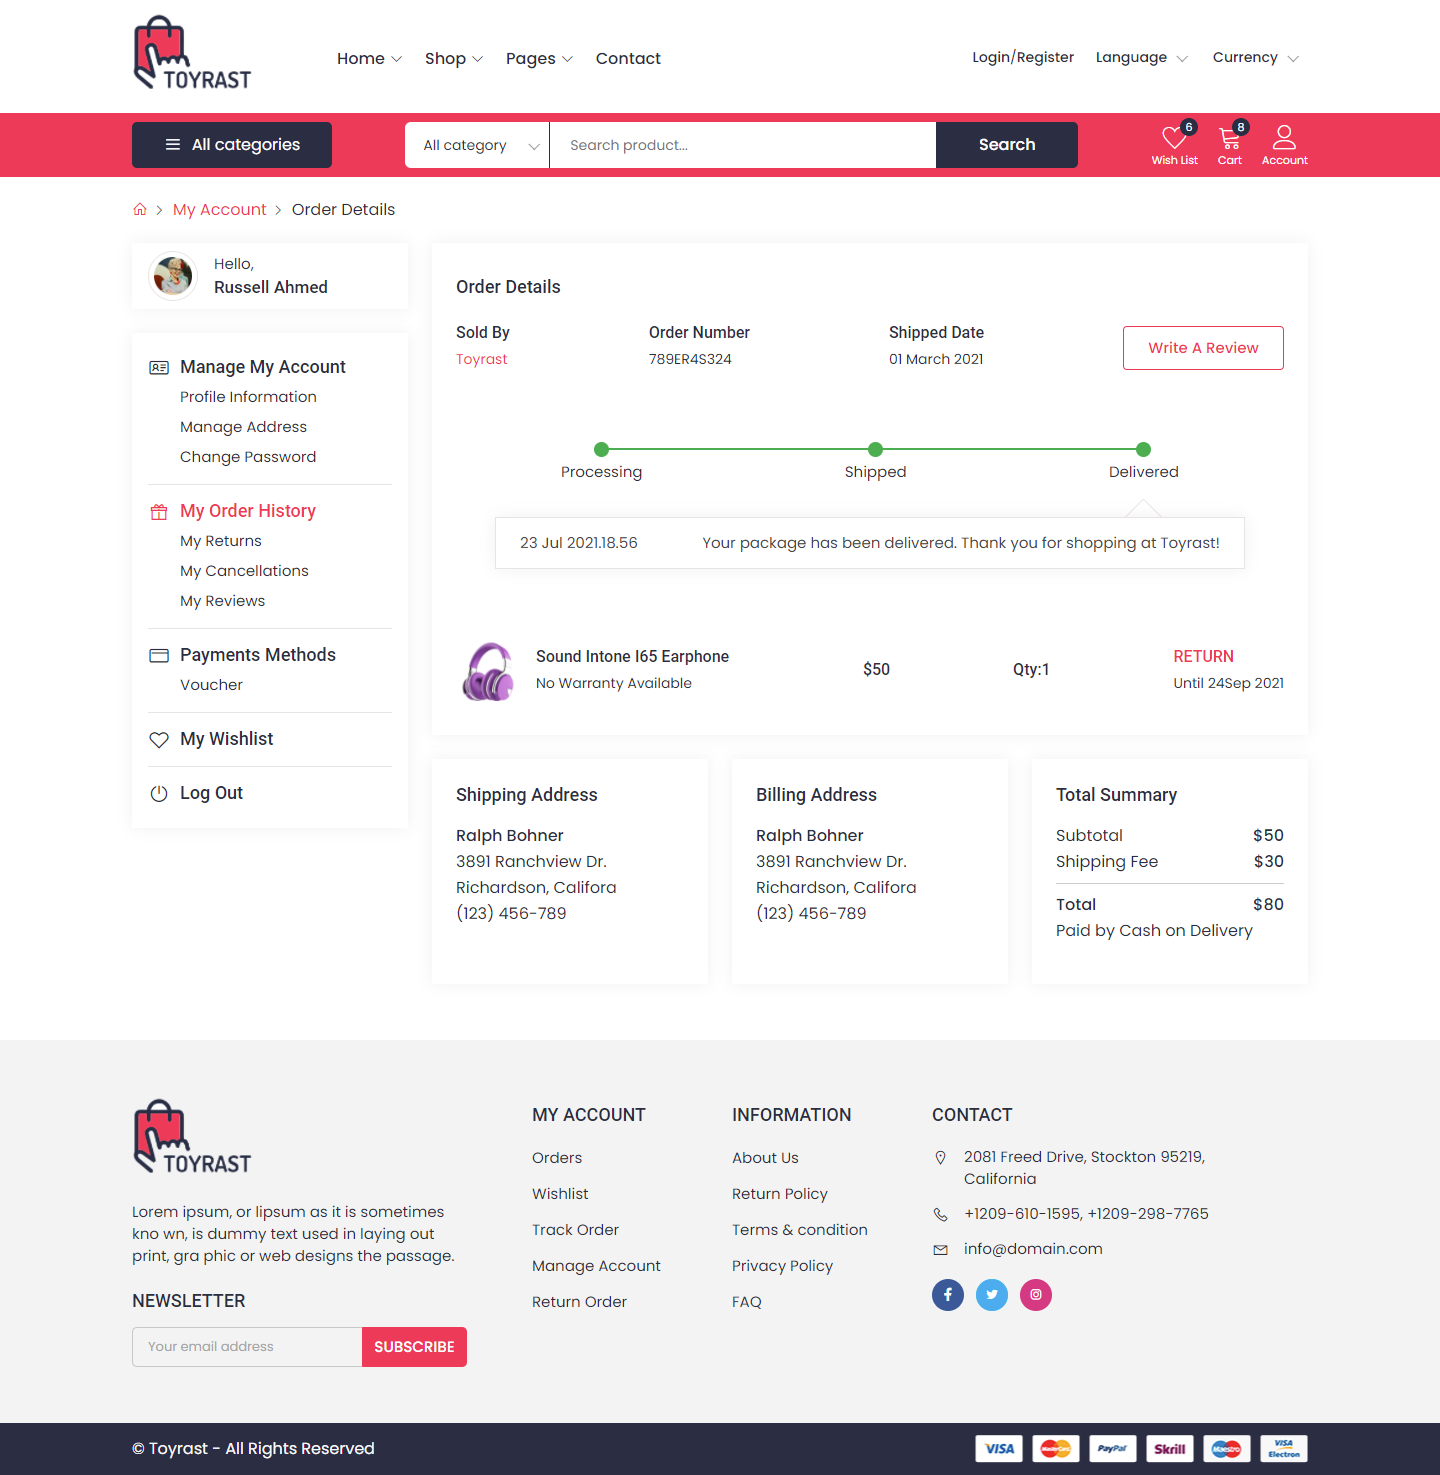 TOYRAST
Home Shop Pages Contact
Login/Register Language Currency
All categories
All category Search product... Search
6 8
Wish List Cart Account
My Account Order Details
Hello,
Russell Ahmed
Manage My Account
Profile Information
Manage Address
Change Password
My Order History
My Returns
My Cancellations
My Reviews
Payments Methods
Voucher
My Wishlist
Log Out
Order Details
Sold By Order Number Shipped Date
Toyrast 789ER4S324 01 March 2021
Write A Review
Processing Shipped Delivered
23 Jul 2021.18.56 Your package has been delivered. Thank you for shopping at Toyrast!
Sound Intone I65 Earphone
No Warranty Available
$50
Qty:1
RETURN
Until 24Sep 2021
Shipping Address
Ralph Bohner
3891 Ranchview Dr.
Richardson, Califora
(123) 456-789
Billing Address
Ralph Bohner
3891 Ranchview Dr.
Richardson, Califora
(123) 456-789
Total Summary
Subtotal $50
Shipping Fee $30
Total $80
Paid by Cash on Delivery
TOYRAST
Lorem ipsum, or lipsum as it is sometimes
kno wn, is dummy text used in laying out
print, gra phic or web designs the passage.
NEWSLETTER
Your email address SUBSCRIBE
MY ACCOUNT
Orders
Wishlist
Track Order
Manage Account
Return Order
INFORMATION
About Us
Return Policy
Terms & condition
Privacy Policy
FAQ
CONTACT
2081 Freed Drive, Stockton 95219,
California
+1209-610-1595, +1209-298-7765
info@domain.com
© Toyrast - All Rights Reserved
VISA MasterCard PayPal Skrill Maestro VISA Electron